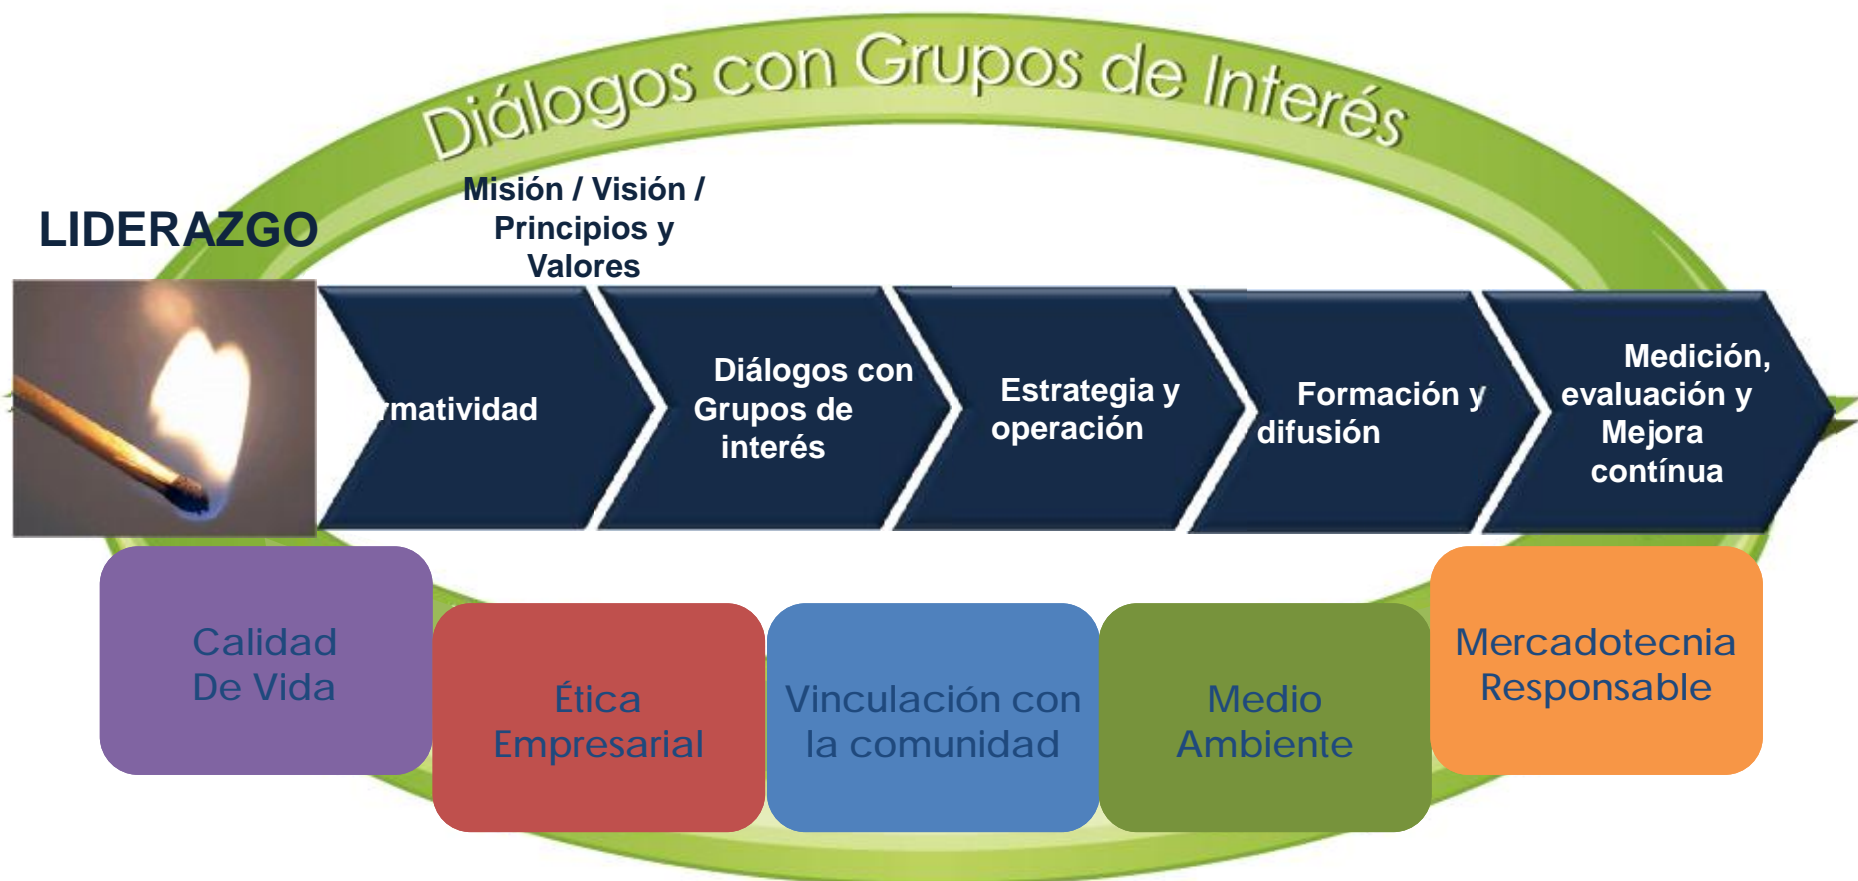 Diálogos con Grupos de Interés
Misión / Visión /
Principios y
Valores
LIDERAZGO
rmatividad
Diálogos con
Grupos de
interés
Estrategia y
operación
Formación y
difusión
Medición,
evaluación y
Mejora
contínua
Calidad
De Vida
Ética
Empresarial
Vinculación con
la comunidad
Medio
Ambiente
Mercadotecnia
Responsable